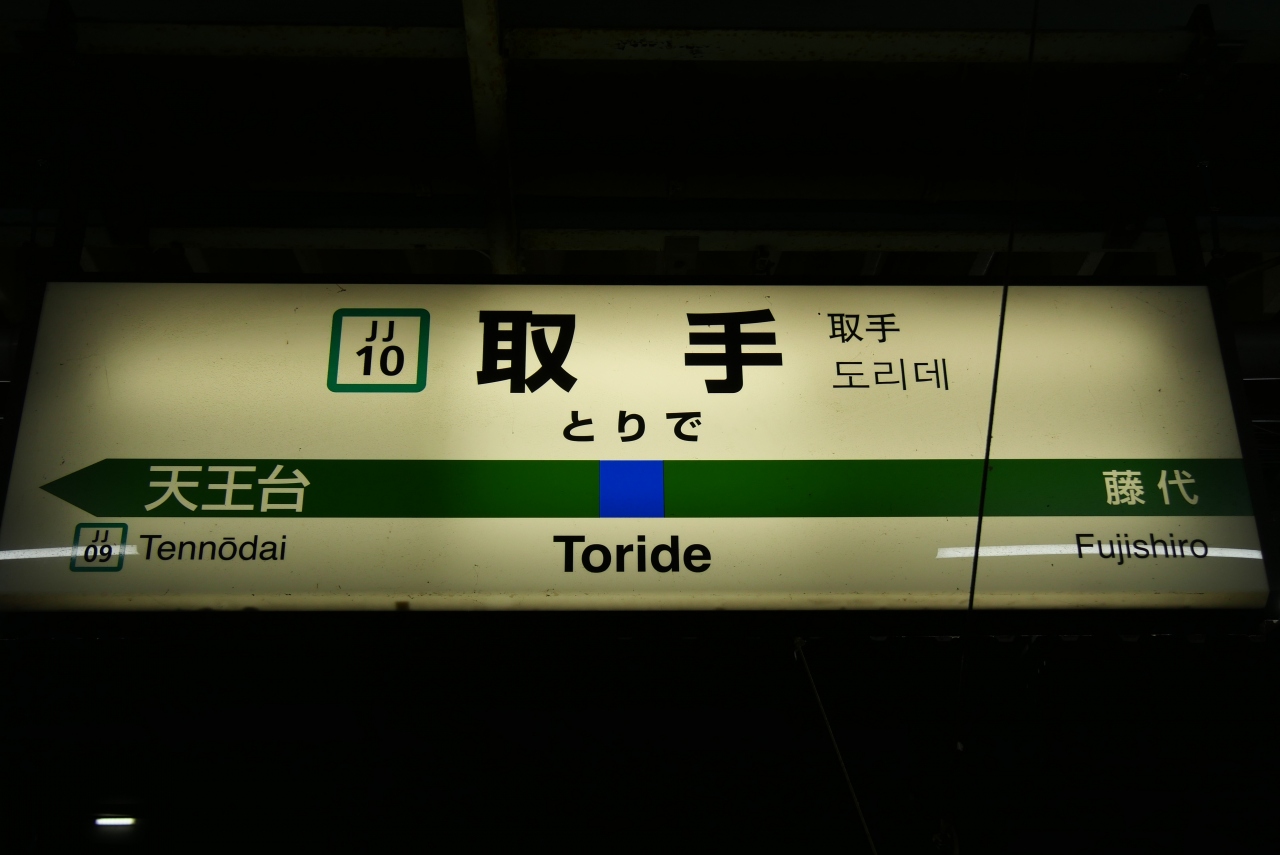 JJ
10
取手
取手
도리데
とりで
天王台
藤代
JJ
09
Tennōdai
Toride
Fujishiro